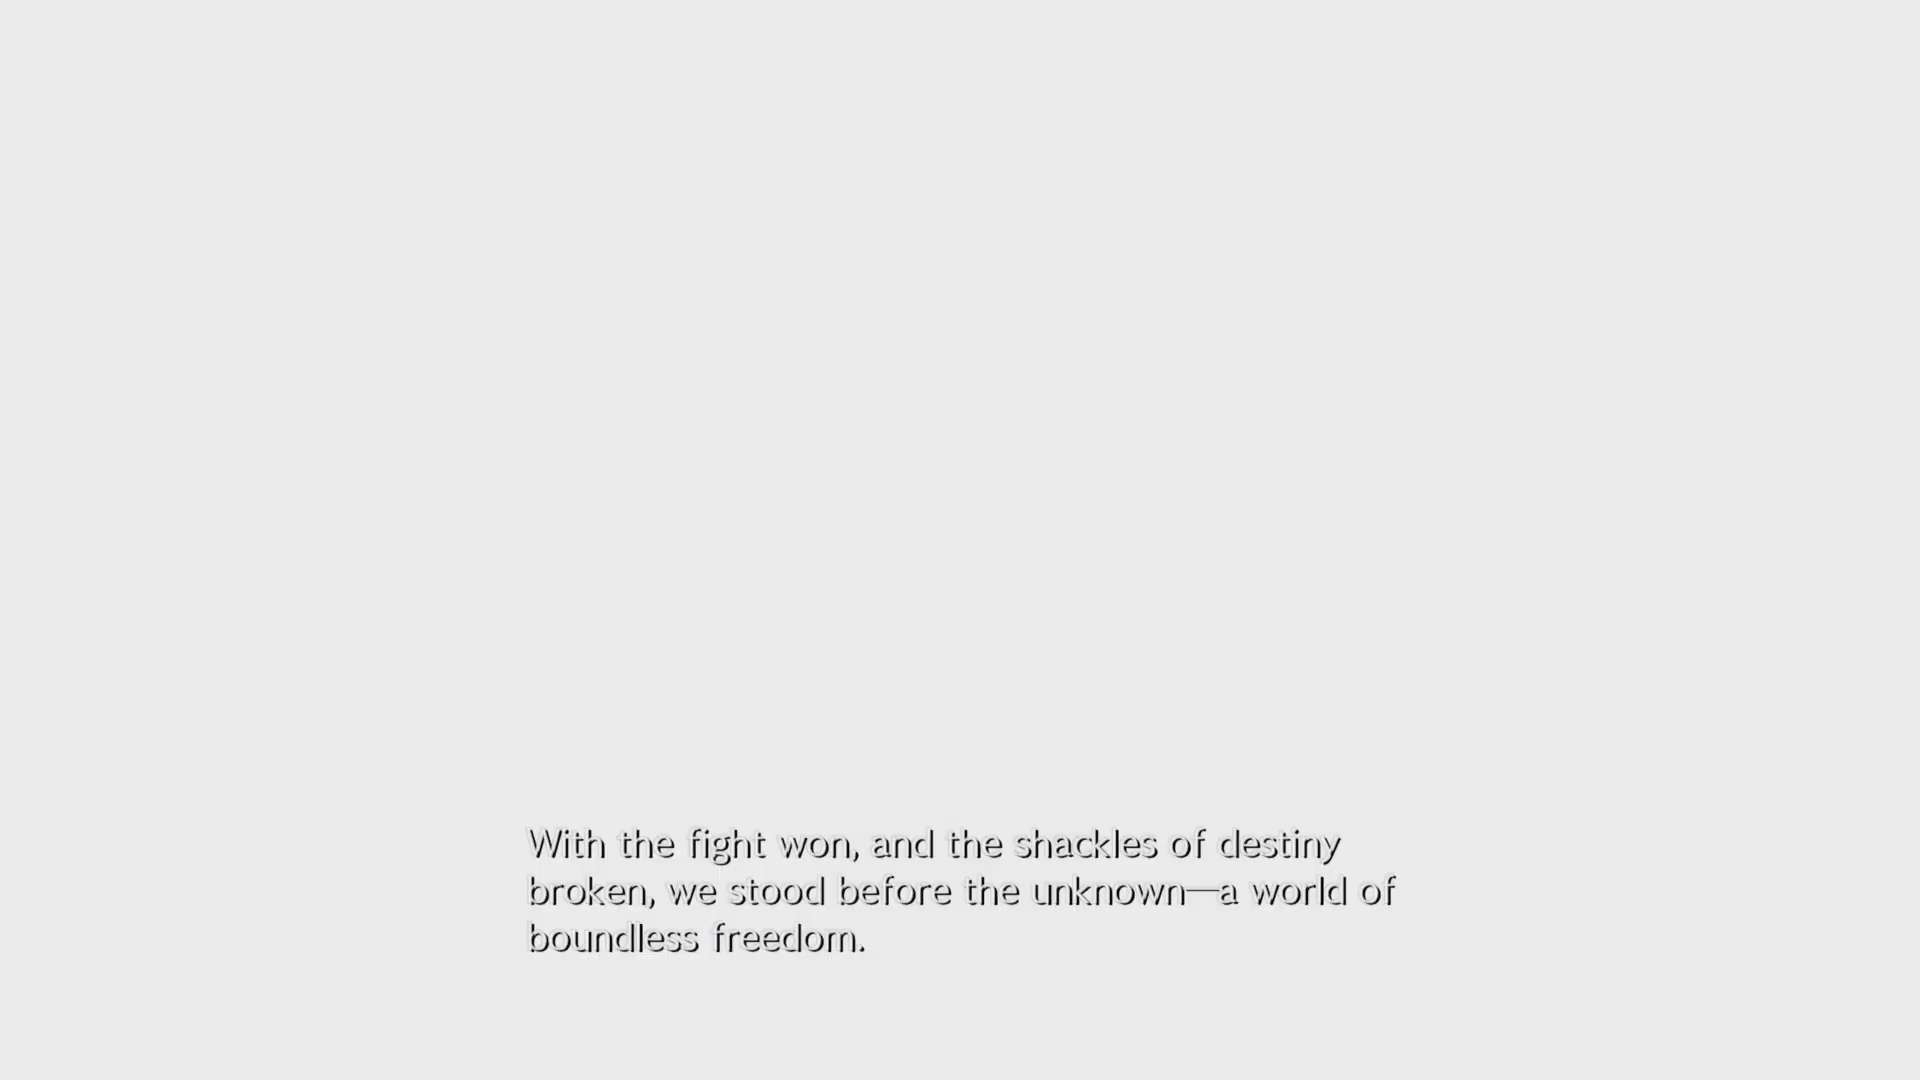 With the fight won, and the shackles of destiny
broken, we stood before the unknown—a world of
boundless freedom.